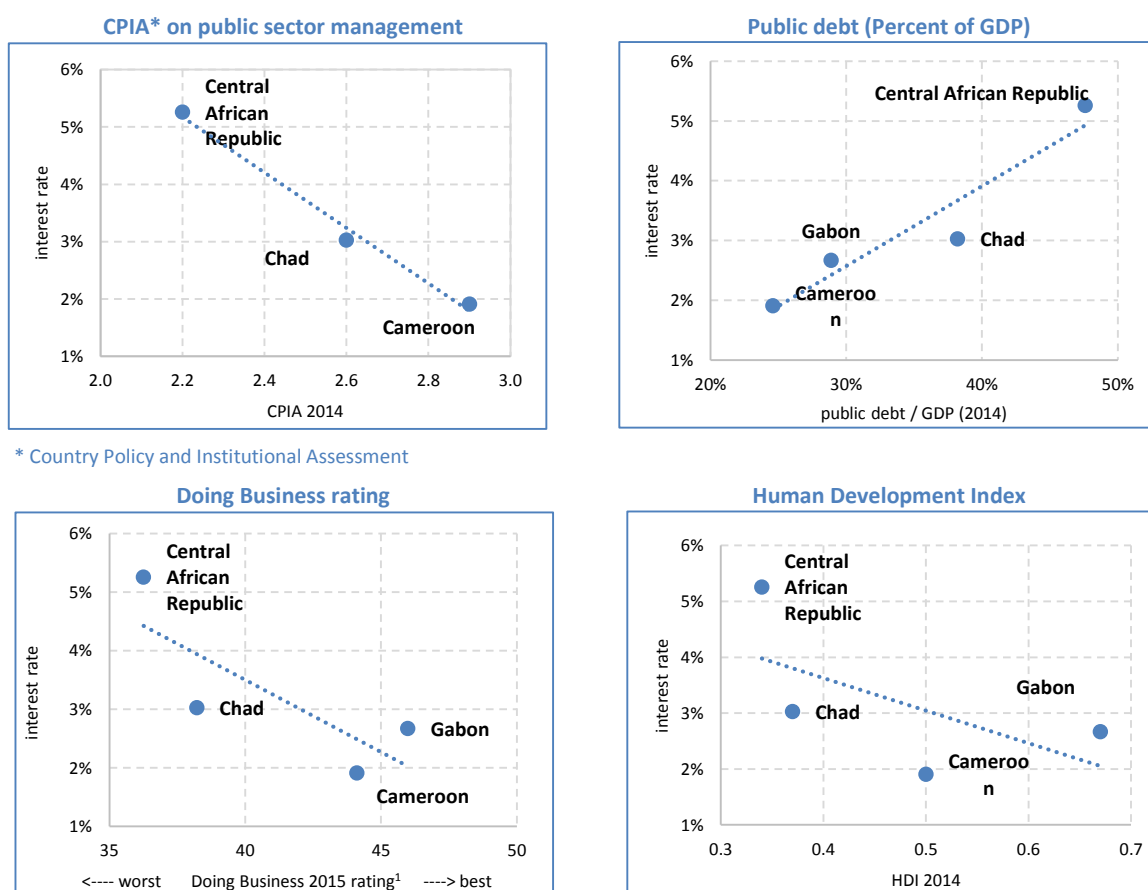 CPIA* on public sector management
6%
5%
4%
3%
2%
1%
interest rate
Central
African
Republic
Chad
Cameroon
2.0 2.2 2.4 2.6 2.8 3.0
CPIA 2014
Public debt (Percent of GDP)
6%
5%
4%
3%
2%
1%
interest rate
Central African Republic
Gabon
Chad
Cameroo
n
20% 30% 40% 50%
public debt / GDP (2014)
* Country Policy and Institutional Assessment
Doing Business rating
6%
5%
4%
3%
2%
1%
interest rate
Central
African
Republic
Chad
Gabon
Cameroon
35 40 45 50
<---- worst Doing Business 2015 rating¹ ----> best
Human Development Index
6%
5%
4%
3%
2%
1%
interest rate
Central
African
Republic
Gabon
Chad
Cameroo
n
0.3 0.4 0.5 0.6 0.7
HDI 2014